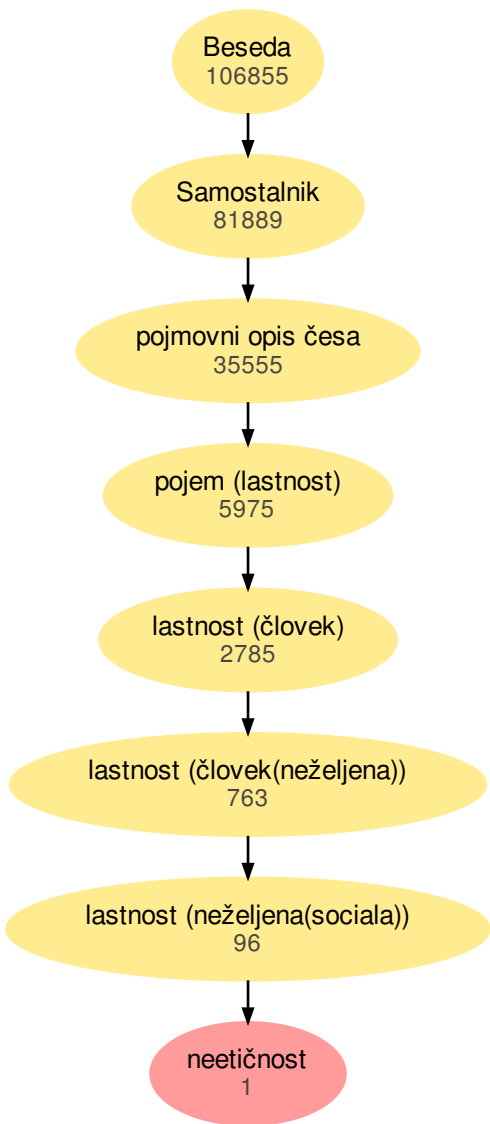 Beseda
106855
Samostalnik
81889
pojmovni opis česa
35555
pojem (lastnost)
5975
lastnost (človek)
2785
lastnost (človek(neželjena))
763
lastnost (neželjena(sociala))
96
neetičnost
1